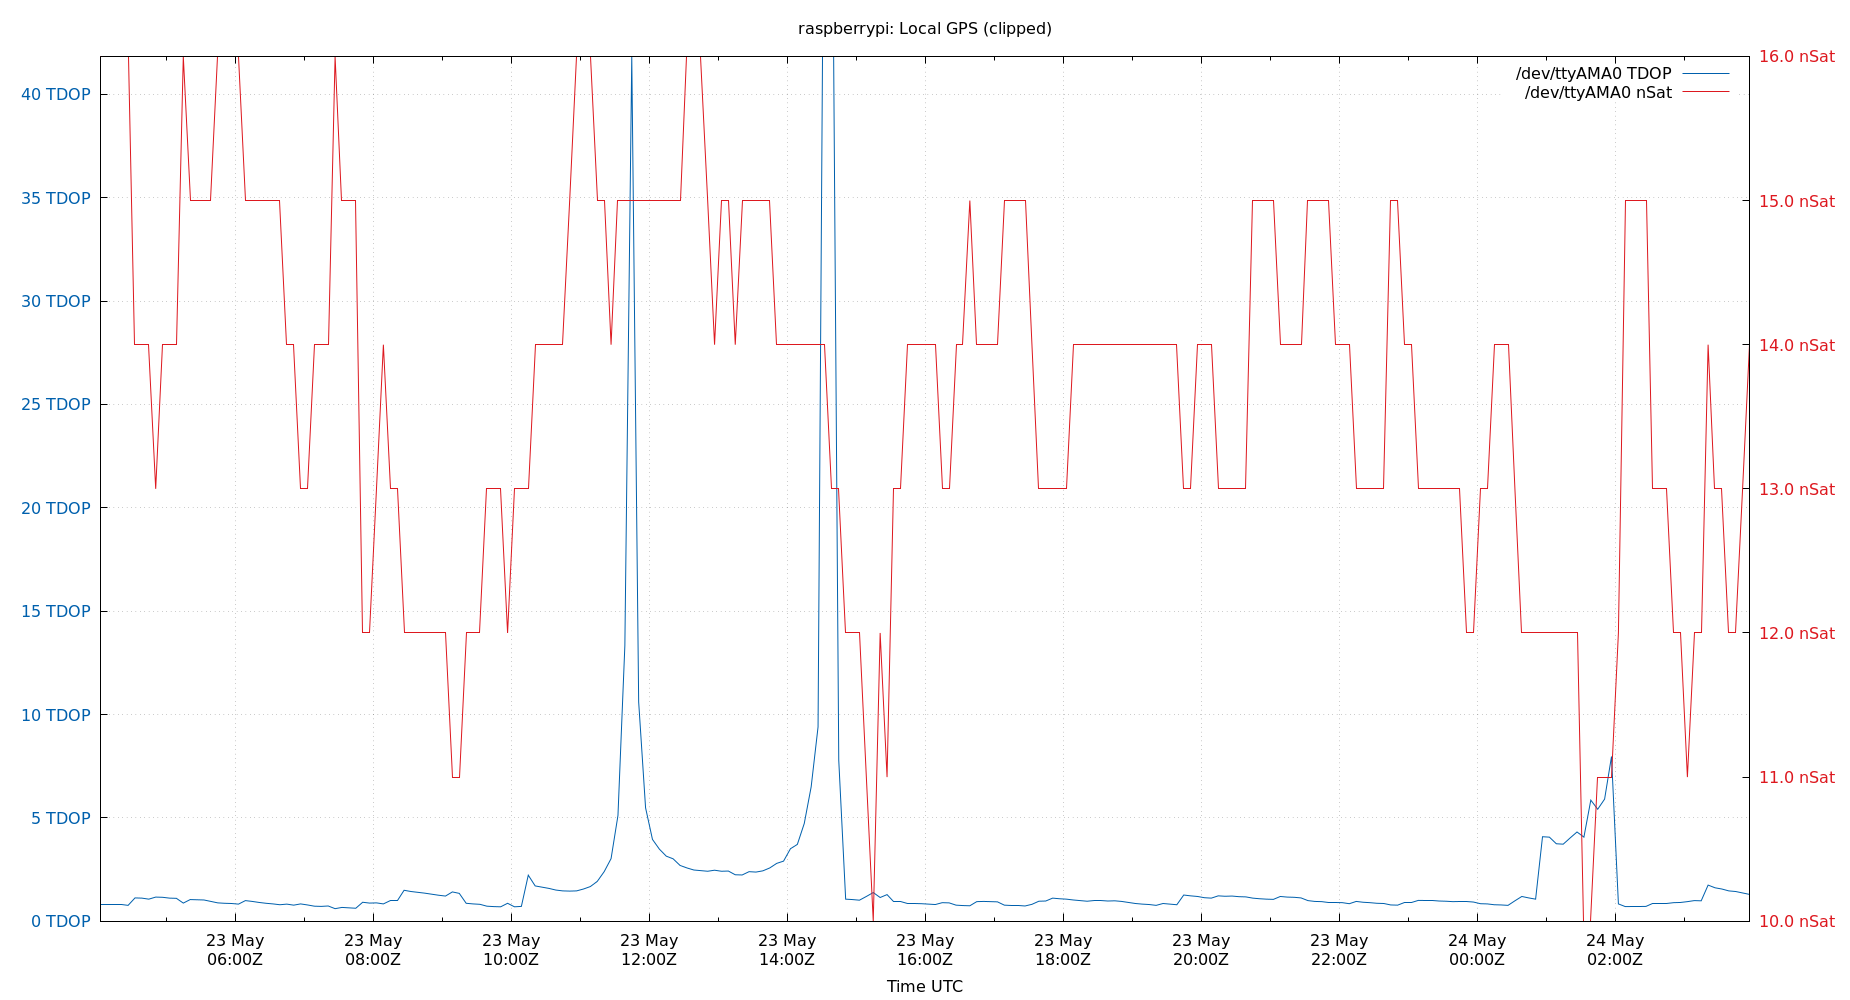 raspberrypi: Local GPS (clipped)
/dev/ttyAMA0 TDOP
/dev/ttyAMA0 nSat
40 TDOP
35 TDOP
30 TDOP
25 TDOP
20 TDOP
15 TDOP
10 TDOP
5 TDOP
0 TDOP
16.0 nSat
15.0 nSat
14.0 nSat
13.0 nSat
12.0 nSat
11.0 nSat
10.0 nSat
23 May
06:00Z
23 May
08:00Z
23 May
10:00Z
23 May
12:00Z
23 May
14:00Z
23 May
16:00Z
23 May
18:00Z
23 May
20:00Z
23 May
22:00Z
24 May
00:00Z
24 May
02:00Z
Time UTC